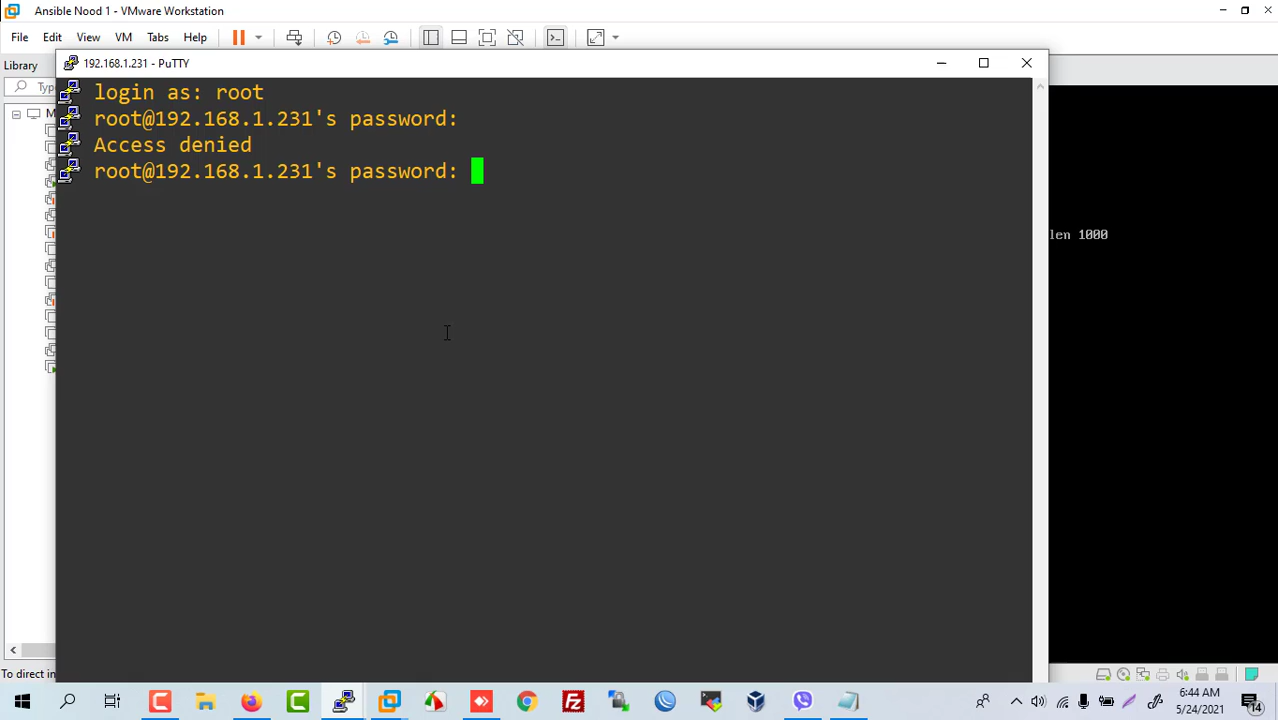 Ansible Nood 1 - VMware Workstation
File Edit View VM Tabs Help
Library
192.168.1.231 - PuTTY
Typ
M
login as: root
root@192.168.1.231's password:
Access denied
root@192.168.1.231's password:
len 1000
To direct in
6:44 AM
5/24/2021
14